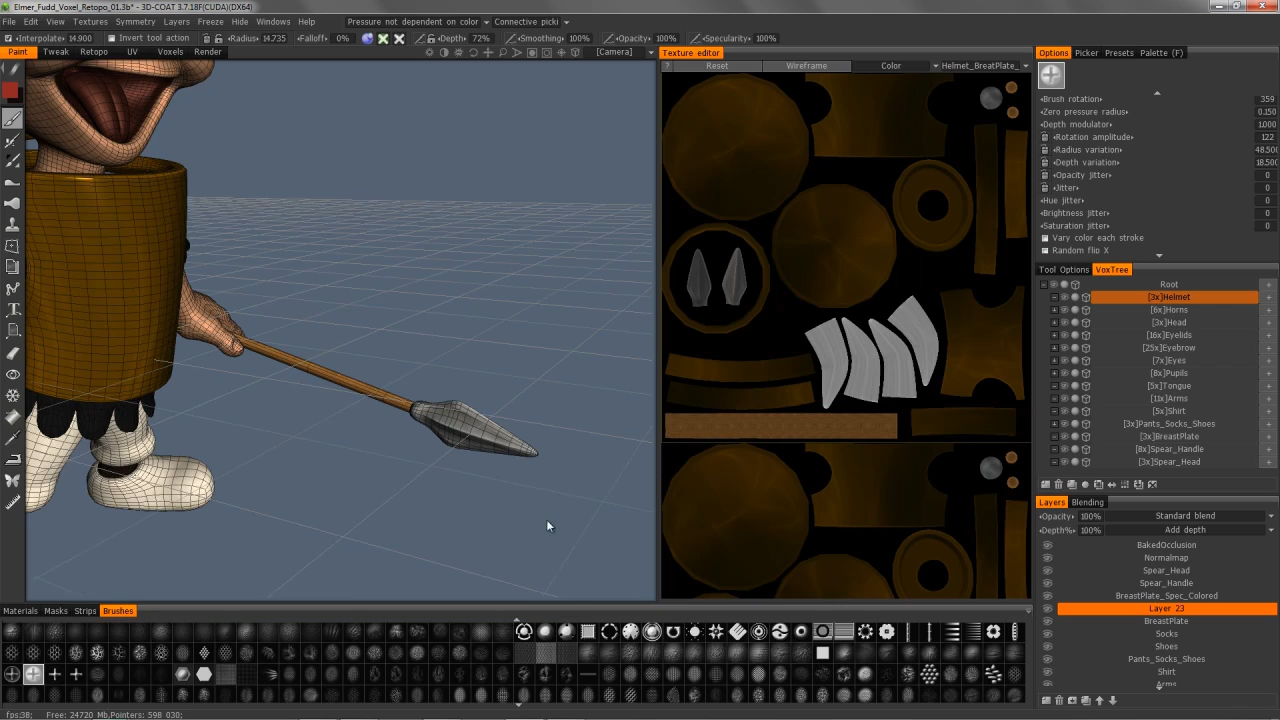 Elmer_Fudd_Voxel_Retopo_01.3b* - 3D-COAT 3.7.18F(CUDA)(DX64)
File Edit View Textures Symmetry Layers Freeze Hide Windows Help Pressure not dependent on color Connective picki
Interpolate 14.900 Invert tool action Radius 14.735 Falloff 0% Depth 72% Smoothing 100% Opacity 100% Specularity 100%
Paint Tweak Retopo UV Voxels Render [Camera]
Texture editor
? Reset Wireframe Color Helmet_BreatPlate_
Options Picker Presets Palette (F)
Brush rotation 359
Zero pressure radius 0.150
Depth modulator 1.000
Rotation amplitude 122
Radius variation 48.500
Depth variation 18.500
Opacity jitter 0
Jitter 0
Hue jitter 0
Brightness jitter 0
Saturation jitter 0
Vary color each stroke
Random flip X
Tool Options VoxTree
Root
[3x]Helmet
[6x]Horns
[3x]Head
[16x]Eyelids
[25x]Eyebrow
[7x]Eyes
[8x]Pupils
[5x]Tongue
[11x]Arms
[5x]Shirt
[3x]Pants_Socks_Shoes
[3x]BreastPlate
[8x]Spear_Handle
[3x]Spear_Head
Layers Blending
Opacity 100% Standard blend
Depth% 100% Add depth
BakedOcclusion
Normalmap
Spear_Head
Spear_Handle
BreastPlate_Spec_Colored
Layer 23
BreastPlate
Socks
Shoes
Pants_Socks_Shoes
Shirt
Arms
Materials Masks Strips Brushes
fps:38; Free: 24720 Mb,Pointers: 598 030;